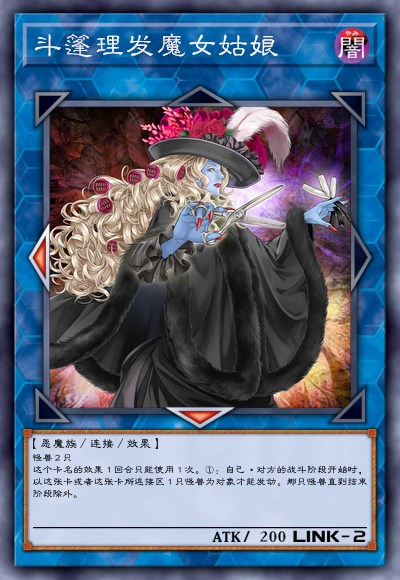 斗篷理发魔女姑娘
闇
やみ
【恶魔族／连接／效果】
怪兽２只
这个卡名的效果１回合只能使用１次。①：自己·对方的战斗阶段开始时，
以这张卡或者这张卡所连接区１只怪兽为对象才能发动。那只怪兽直到结束
阶段除外。
ATK/ 200 LINK-2